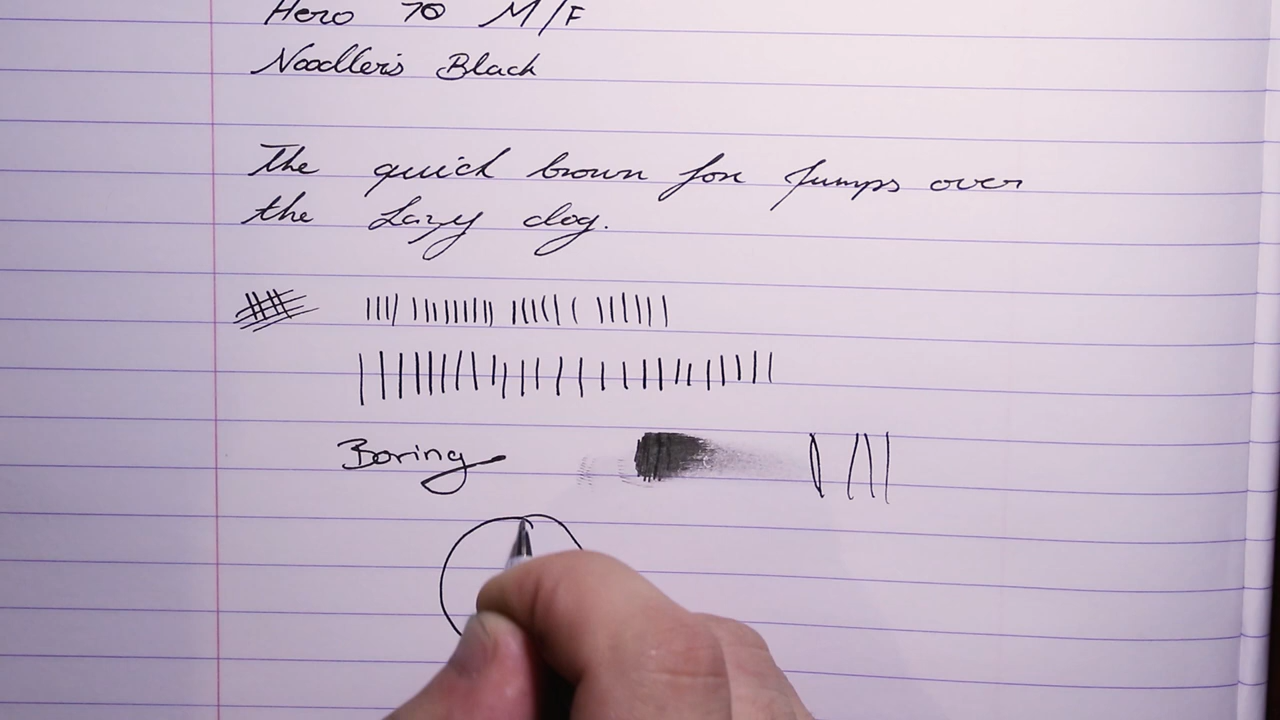 Hero 70 M/F
Noodler's Black
The quick brown fox jumps over
the Lazy dog.
Boring